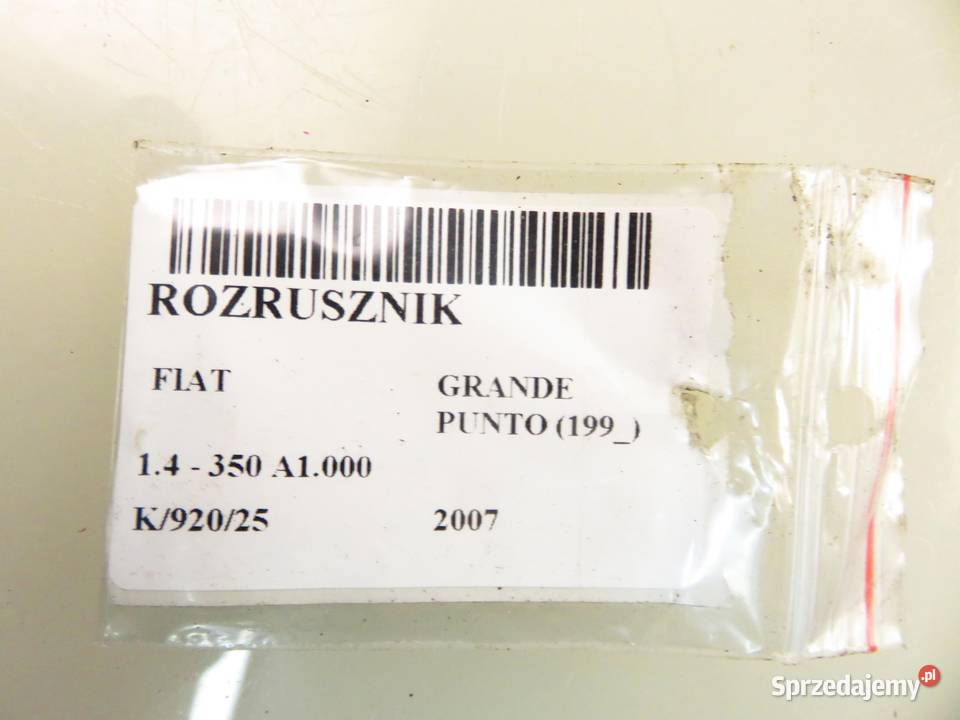 ROZRUSZNIK
FIAT
GRANDE
PUNTO (199_)
1.4 - 350 A1.000
K/920/25
2007
Sprzedajemy.pl